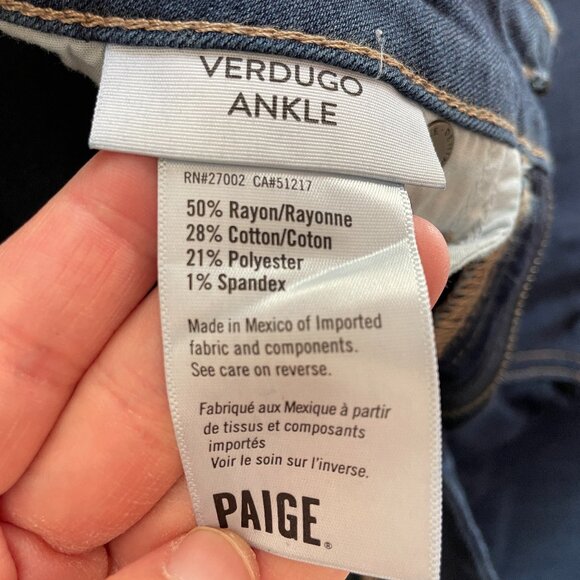 VERDUGO
ANKLE
RN#27002 CA#51217
50% Rayon/Rayonne
28% Cotton/Coton
21% Polyester
1% Spandex
Made in Mexico of Imported
fabric and components.
See care on reverse.
Fabriqué aux Mexique à partir
de tissus et composants
importés
Voir le soin sur l'inverse.
PAIGE®